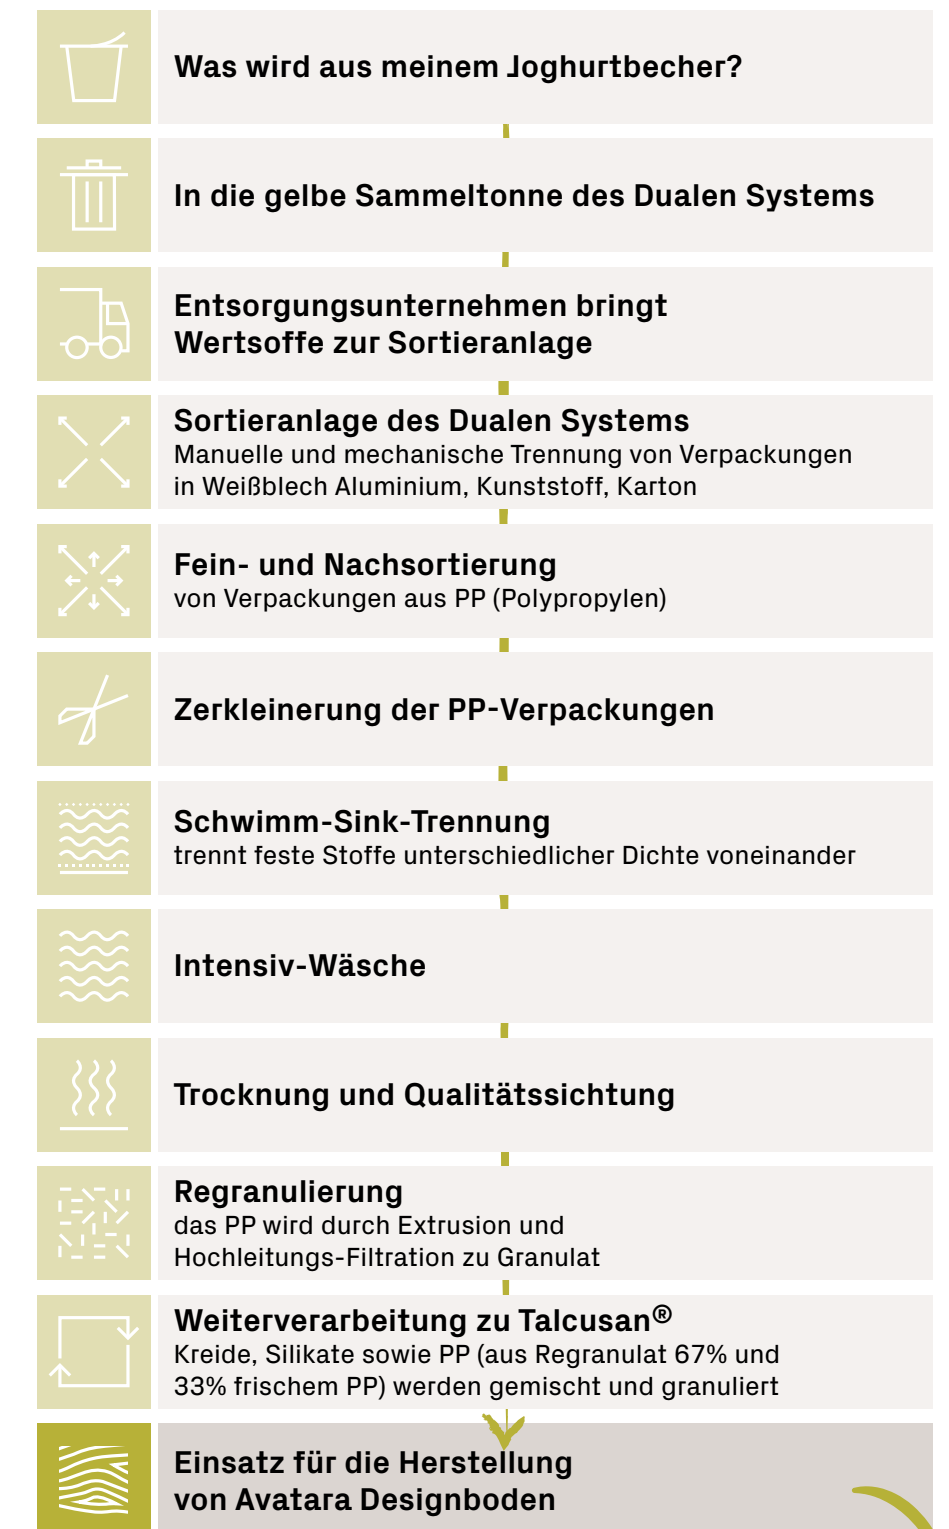 Was wird aus meinem Joghurtbecher?
In die gelbe Sammeltonne des Dualen Systems
Entsorgungsunternehmen bringt
Wertsoffe zur Sortieranlage
Sortieranlage des Dualen Systems
Manuelle und mechanische Trennung von Verpackungen
in Weißblech Aluminium, Kunststoff, Karton
Fein- und Nachsortierung
von Verpackungen aus PP (Polypropylen)
Zerkleinerung der PP-Verpackungen
Schwimm-Sink-Trennung
trennt feste Stoffe unterschiedlicher Dichte voneinander
Intensiv-Wäsche
Trocknung und Qualitätssichtung
Regranulierung
das PP wird durch Extrusion und
Hochleitungs-Filtration zu Granulat
Weiterverarbeitung zu Talcusan®
Kreide, Silikate sowie PP (aus Regranulat 67% und
33% frischem PP) werden gemischt und granuliert
Einsatz für die Herstellung
von Avatara Designboden